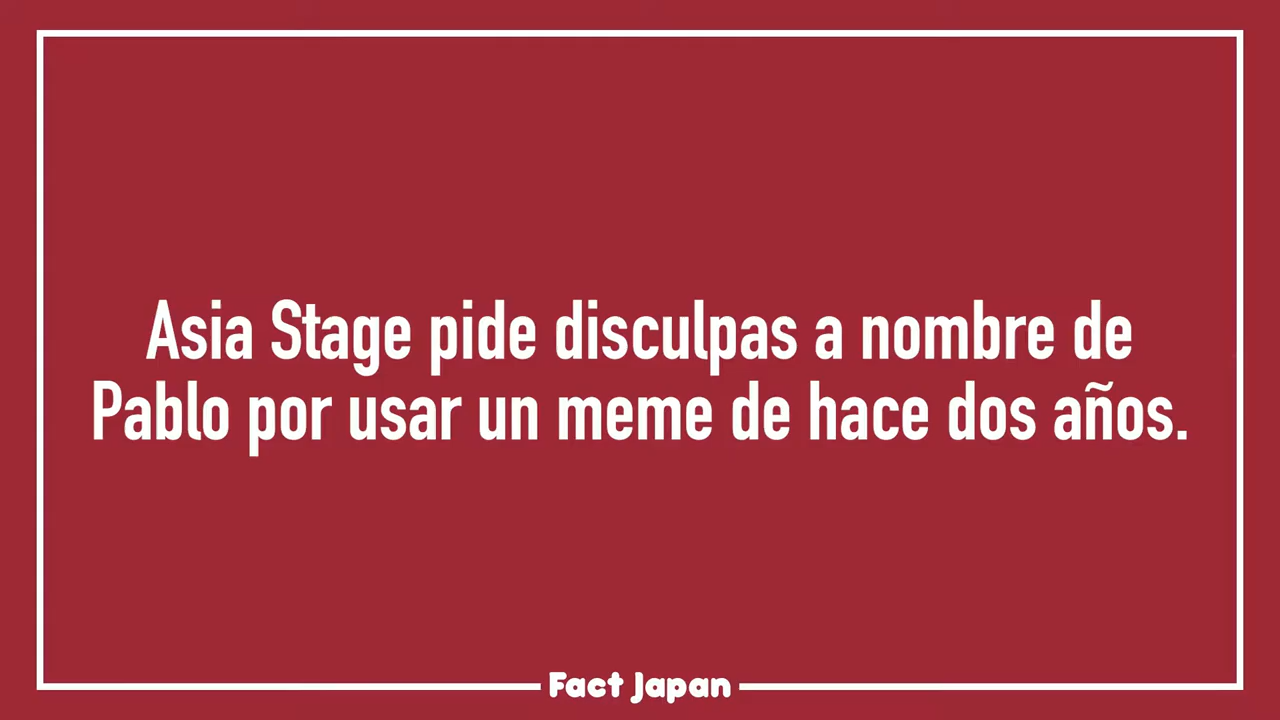 Asia Stage pide disculpas a nombre de
Pablo por usar un meme de hace dos años.
Fact Japan